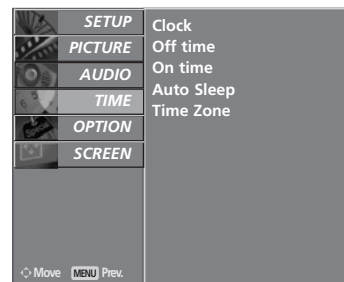 SETUP
PICTURE
AUDIO
TIME
OPTION
SCREEN
Clock
Off time
On time
Auto Sleep
Time Zone
Move MENU Prev.